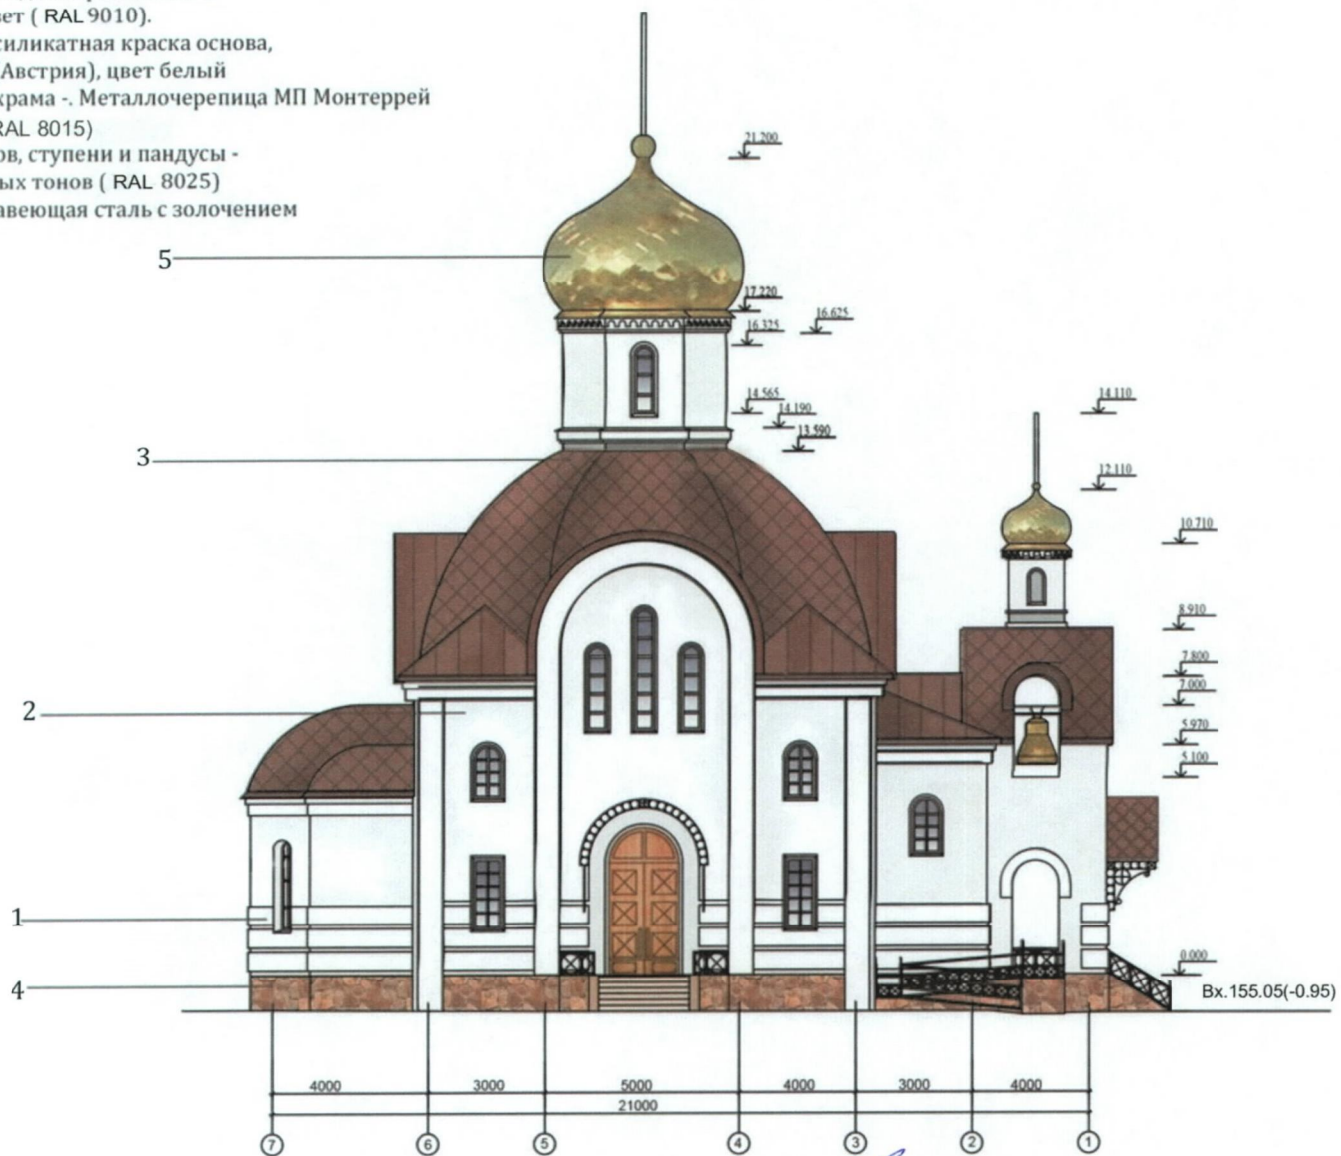 вет ( RAL 9010).
силикатная краска основа,
Австрия), цвет белый
храма -. Металлочерепица МП Монтеррей
RAL 8015)
ов, ступени и пандусы -
ых тонов ( RAL 8025)
авеющая сталь с золочением
21.200
5
17.220
16.325 16.625
14.565
14.190
13.590
14.110
3
12.110
10.710
8.910
7.800
7.000
2
5.970
5.100
1
0.000
4
Вх.155.05(-0.95)
4000 3000 5000 4000 3000 4000
21000
7 6 5 4 3 2 1